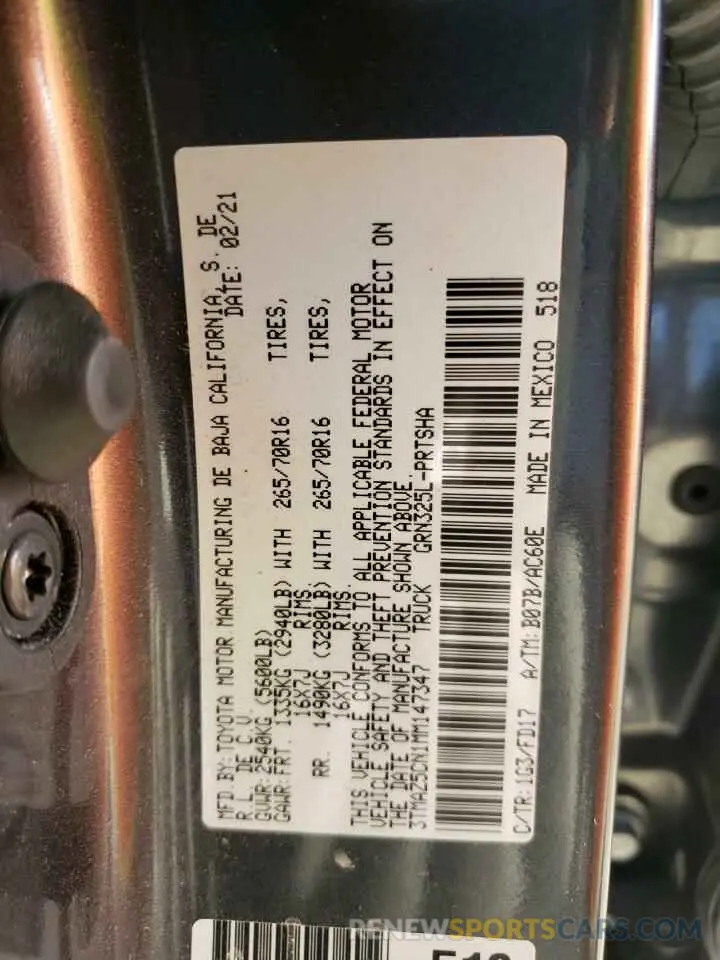 MFD.BY:TOYOTA MOTOR MANUFACTURING DE BAJA CALIFORNIA, S. DE
R.L. DE C.V. DATE: 02/21
GVWR:2540KG (5600LB)
GAWR:FRT. 1335KG (2940LB) WITH 265/70R16 TIRES,
16X7J RIMS,
RR. 1490KG (3280LB) WITH 265/70R16 TIRES,
16X7J RIMS.
THIS VEHICLE CONFORMS TO ALL APPLICABLE FEDERAL MOTOR
VEHICLE SAFETY AND THEFT PREVENTION STANDARDS IN EFFECT ON
THE DATE OF MANUFACTURE SHOWN ABOVE.
3TMAZ5CN1MM147347 TRUCK GRN325L-PRTSHA
C/TR:1G3/FD17 A/TM:B07B/AC60E MADE IN MEXICO 518
RENEWSPORTSCARS.COM